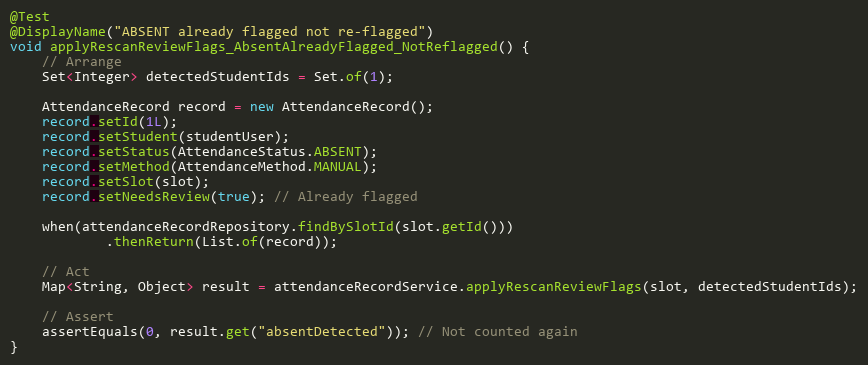 @Test
@DisplayName("ABSENT already flagged not re-flagged")
void applyRescanReviewFlags_AbsentAlreadyFlagged_NotReflagged() {
    // Arrange
    Set<Integer> detectedStudentIds = Set.of(1);

    AttendanceRecord record = new AttendanceRecord();
    record.setId(1L);
    record.setStudent(studentUser);
    record.setStatus(AttendanceStatus.ABSENT);
    record.setMethod(AttendanceMethod.MANUAL);
    record.setSlot(slot);
    record.setNeedsReview(true); // Already flagged

    when(attendanceRecordRepository.findBySlotId(slot.getId()))
            .thenReturn(List.of(record));

    // Act
    Map<String, Object> result = attendanceRecordService.applyRescanReviewFlags(slot, detectedStudentIds);

    // Assert
    assertEquals(0, result.get("absentDetected")); // Not counted again
}